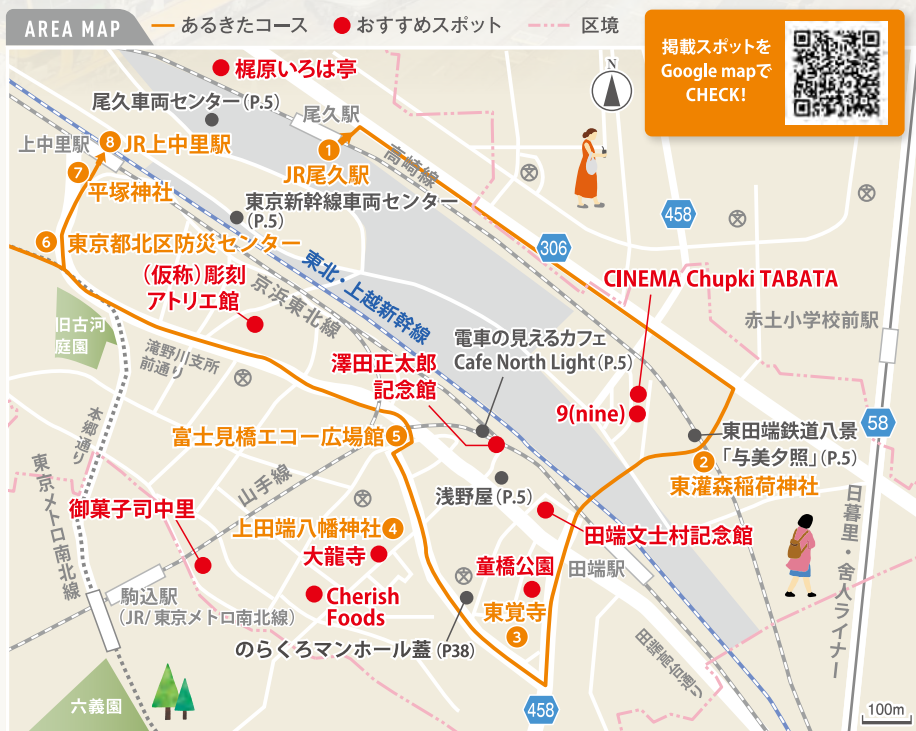 AREA MAP
あるきたコース
おすすめスポット
区境
掲載スポットを
Google mapで
CHECK!
N
梶原いろは亭
尾久車両センター(P.5)
尾久駅
高崎線
458
306
上中里駅
8 JR上中里駅
7
平塚神社
1
JR尾久駅
東京新幹線車両センター
(P.5)
6 東京都北区防災センター
(仮称)彫刻
アトリエ館
京浜東北線
東北・上越新幹線
CINEMA Chupki TABATA
旧古河
庭園
滝野川支所
前通り
電車の見えるカフェ
Cafe North Light(P.5)
赤土小学校前駅
澤田正太郎
記念館
9(nine)
58
本郷通り
富士見橋エコー広場館 5
東田端鉄道八景
「与美夕照」(P.5)
2
東灌森稲荷神社
東京メトロ南北線
山手線
浅野屋(P.5)
御菓子司中里
上田端八幡神社 4
大龍寺
田端文士村記念館
日暮里・舎人ライナー
童橋公園
田端駅
駒込駅
(JR/東京メトロ南北線)
Cherish
Foods
東覚寺
3
のらくろマンホール蓋(P38)
田端高台通り
六義園
458
100m